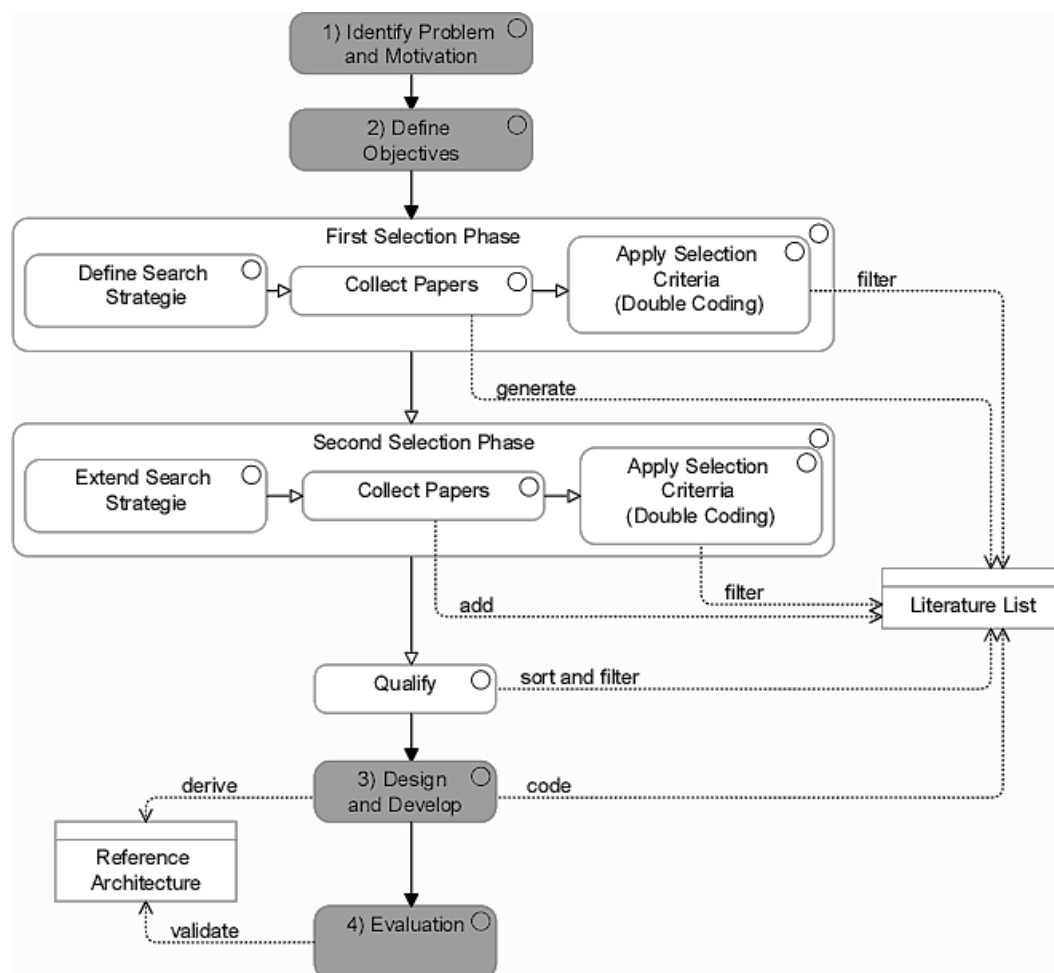 1) Identify Problem
and Motivation
2) Define
Objectives
First Selection Phase
Define Search
Strategie
Collect Papers
Apply Selection
Criteria
(Double Coding)
filter
generate
Second Selection Phase
Extend Search
Strategie
Collect Papers
Apply Selection
Criterria
(Double Coding)
filter
add
Literature List
Qualify
sort and filter
3) Design
and Develop
derive
code
Reference
Architecture
4) Evaluation
validate